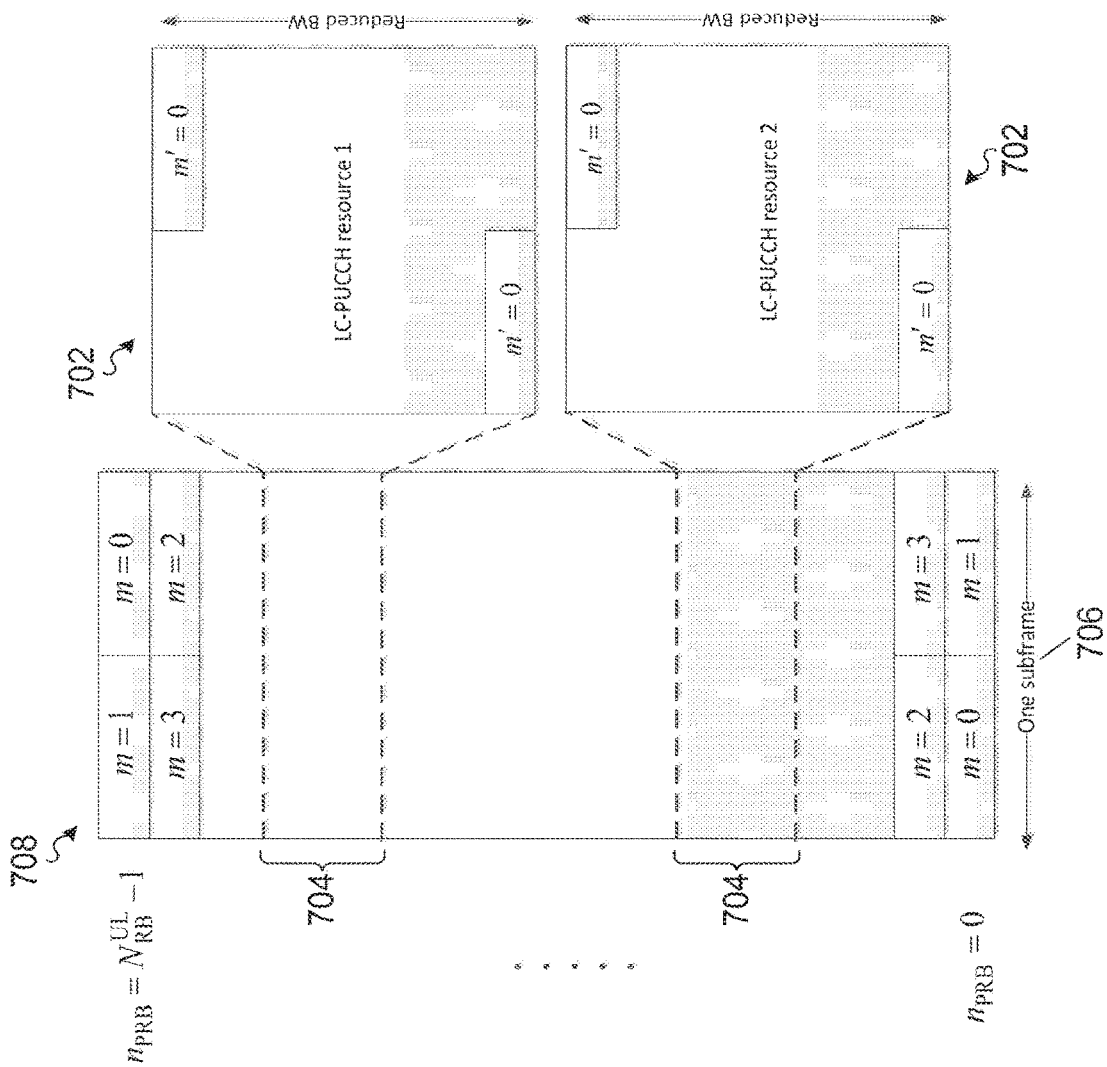 708
n_PRB = N_RB^UL − 1
m = 1
m = 0
m = 3
m = 2
704
704
m = 2
m = 3
m = 0
m = 1
n_PRB = 0
One subframe
706
702
m′ = 0
LC-PUCCH resource 1
m′ = 0
Reduced BW
m′ = 0
LC-PUCCH resource 2
m′ = 0
Reduced BW
702